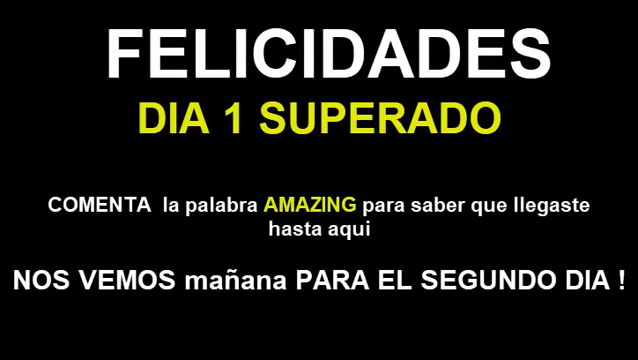 FELICIDADES
DIA 1 SUPERADO
COMENTA la palabra AMAZING para saber que llegaste
hasta aqui
NOS VEMOS mañana PARA EL SEGUNDO DIA !